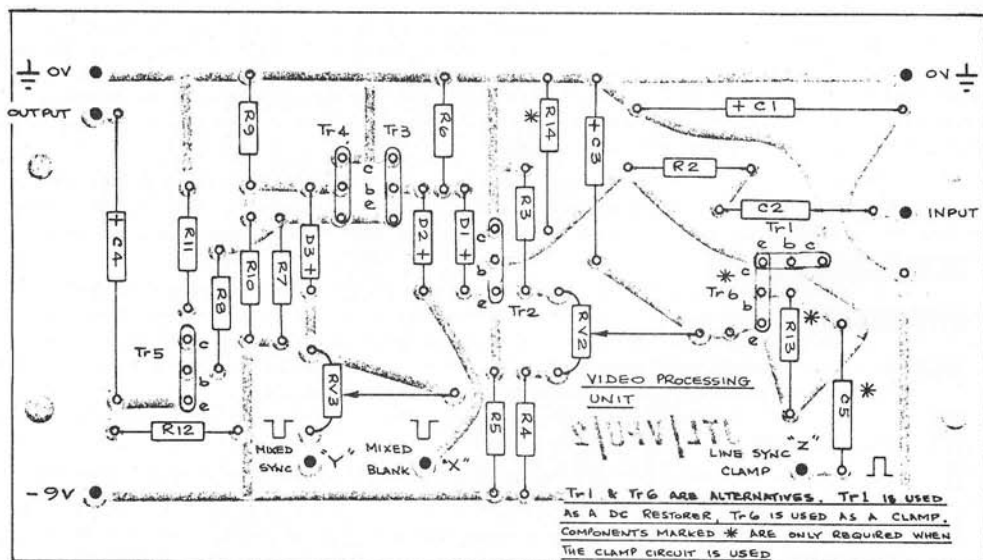 0V
0V
OUTPUT
C1
R9
Tr4
Tr3
R6
* R14
C3
R2
c
b
e
C2
INPUT
Tr1
e b c
C4
R11
R8
R10
R7
D3 +
D2 +
D1 +
R3
c
b
e
Tr2
*
Tr6
c
b
e
R13 *
RV2
Tr5
c
b
e
RV3
VIDEO PROCESSING
UNIT
C5 *
R12
R5
R4
MIXED
SYNC
"Y"
MIXED
BLANK
"X"
LINE SYNC
CLAMP
"Z"
-9V
Tr1 & Tr6 ARE ALTERNATIVES. Tr1 IS USED
AS A DC RESTORER, Tr6 IS USED AS A CLAMP.
COMPONENTS MARKED * ARE ONLY REQUIRED WHEN
THE CLAMP CIRCUIT IS USED